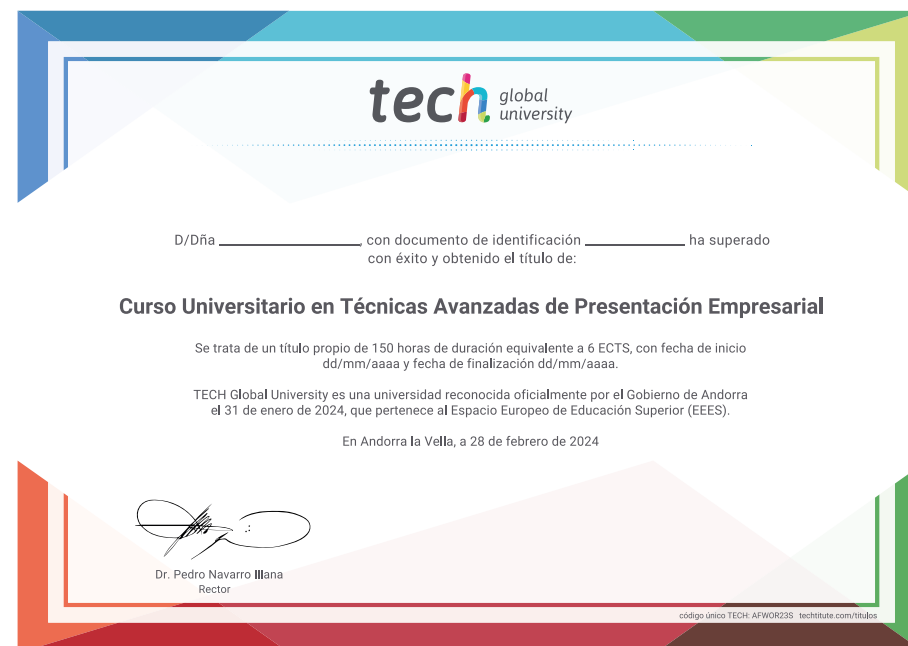 tech global
university
D/Dña ______________, con documento de identificación __________ ha superado
con éxito y obtenido el título de:
Curso Universitario en Técnicas Avanzadas de Presentación Empresarial
Se trata de un título propio de 150 horas de duración equivalente a 6 ECTS, con fecha de inicio
dd/mm/aaaa y fecha de finalización dd/mm/aaaa.
TECH Global University es una universidad reconocida oficialmente por el Gobierno de Andorra
el 31 de enero de 2024, que pertenece al Espacio Europeo de Educación Superior (EEES).
En Andorra la Vella, a 28 de febrero de 2024
Dr. Pedro Navarro Illana
Rector
código único TECH: AFWOR23S techtitute.com/titulos